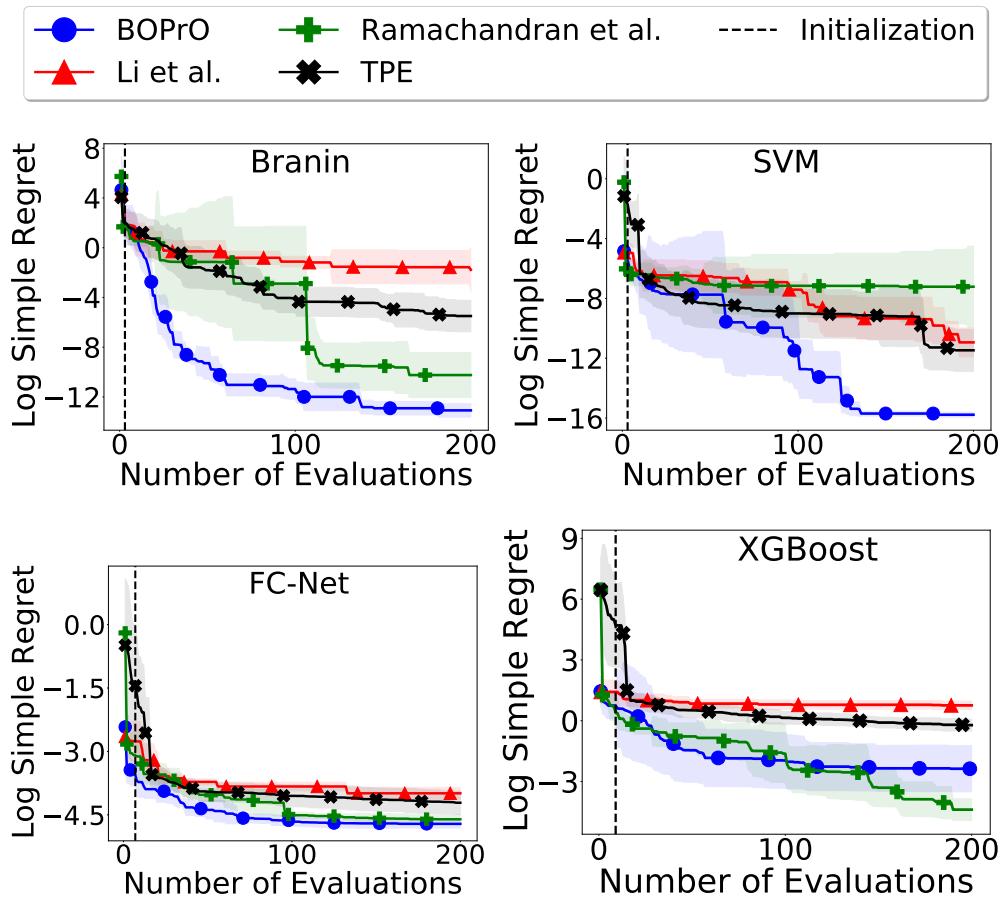 BOPrO Ramachandran et al. Initialization
Li et al. TPE
Branin
Log Simple Regret
8
4
0
−4
−8
−12
0 100 200
Number of Evaluations
SVM
Log Simple Regret
0
−4
−8
−12
−16
0 100 200
Number of Evaluations
FC-Net
Log Simple Regret
0.0
−1.5
−3.0
−4.5
0 100 200
Number of Evaluations
XGBoost
Log Simple Regret
9
6
3
0
−3
0 100 200
Number of Evaluations